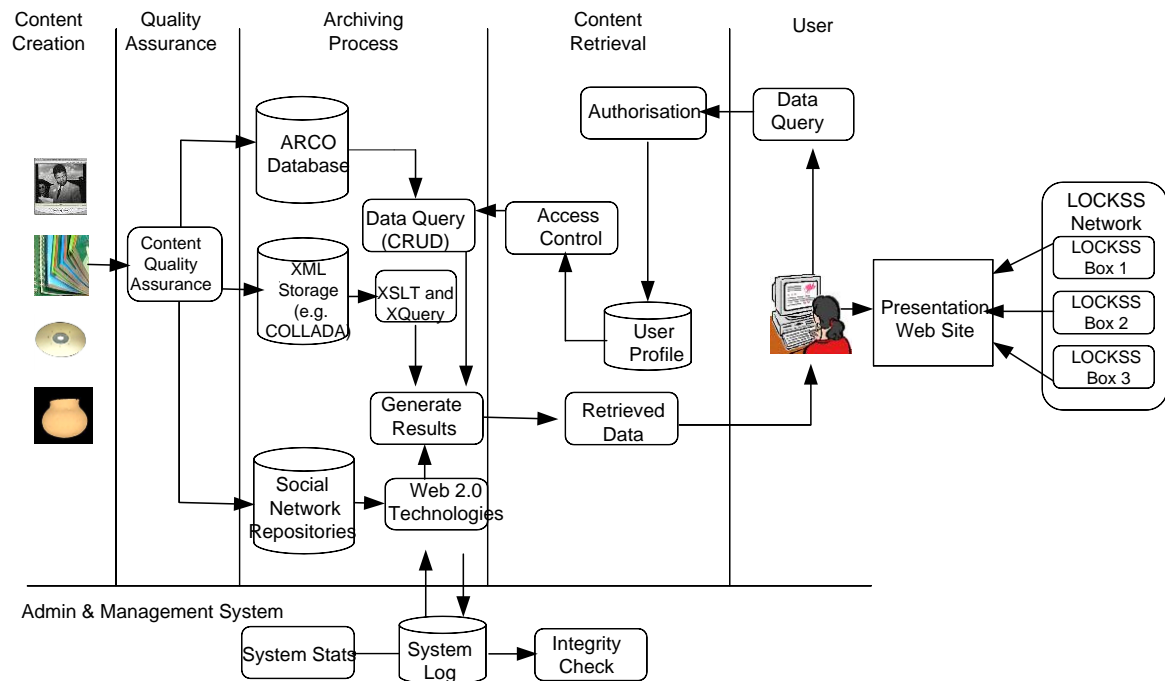 Content
Creation
Quality
Assurance
Archiving
Process
Content
Retrieval
User
ARCO
Database
Authorisation
Data
Query
Data Query
(CRUD)
Access
Control
LOCKSS
Network
LOCKSS
Box 1
LOCKSS
Box 2
LOCKSS
Box 3
Content
Quality
Assurance
XML
Storage
(e.g.
COLLADA)
XSLT and
XQuery
User
Profile
Presentation
Web Site
Generate
Results
Retrieved
Data
Social
Network
Repositories
Web 2.0
Technologies
Admin & Management System
System Stats
System
Log
Integrity
Check